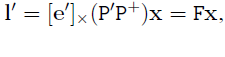 l′ = [e′]×(P′P⁺)x = Fx,